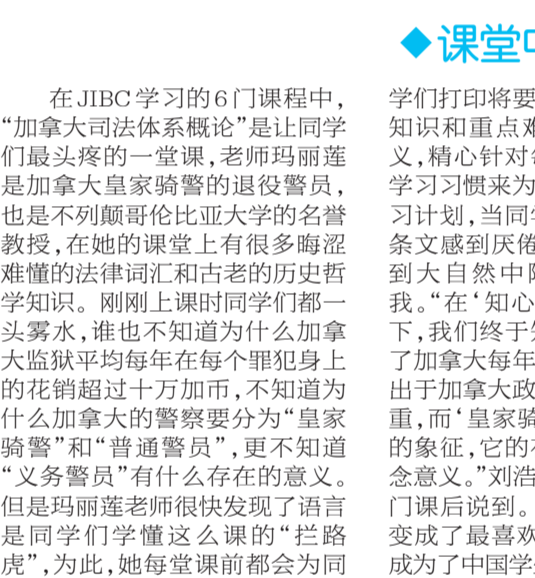 ◆课堂
在JIBC学习的6门课程中，
“加拿大司法体系概论”是让同学
们最头疼的一堂课，老师玛丽莲
是加拿大皇家骑警的退役警员，
也是不列颠哥伦比亚大学的名誉
教授，在她的课堂上有很多晦涩
难懂的法律词汇和古老的历史哲
学知识。刚刚上课时同学们都一
头雾水，谁也不知道为什么加拿
大监狱平均每年在每个罪犯身上
的花销超过十万加币，不知道为
什么加拿大的警察要分为“皇家
骑警”和“普通警员”，更不知道
“义务警员”有什么存在的意义。
但是玛丽莲老师很快发现了语言
是同学们学懂这么课的“拦路
虎”，为此，她每堂课前都会为同
学们打印将要
知识和重点难
义，精心针对
学习习惯来为
习计划，当同
条文感到厌倦
到大自然中
我。“在‘知心
下，我们终于
了加拿大每年
出于加拿大政
重，而‘皇家骑
的象征，它的
念意义。”刘浩
门课后说到。
变成了最喜欢
成为了中国学